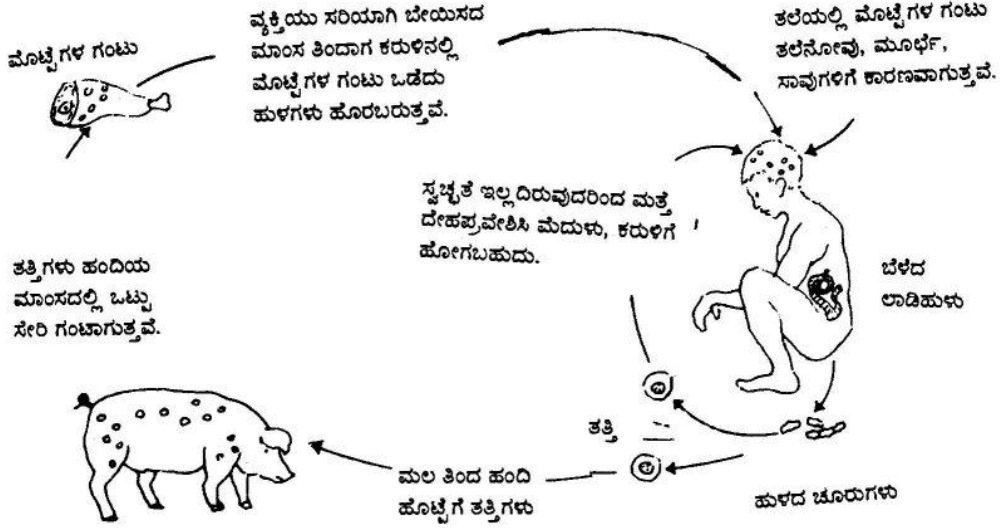 ಮೊಟ್ಟೆಗಳ ಗಂಟು
ವ್ಯಕ್ತಿಯು ಸರಿಯಾಗಿ ಬೇಯಿಸದ
ಮಾಂಸ ತಿಂದಾಗ ಕರುಳಿನಲ್ಲಿ
ಮೊಟ್ಟೆಗಳ ಗಂಟು ಒಡೆದು
ಹುಳಗಳು ಹೊರಬರುತ್ತವೆ.
ತಲೆಯಲ್ಲಿ ಮೊಟ್ಟೆಗಳ ಗಂಟು
ತಲೆನೋವು, ಮೂರ್ಛೆ,
ಸಾವುಗಳಿಗೆ ಕಾರಣವಾಗುತ್ತವೆ.
ಸ್ವಚ್ಛತೆ ಇಲ್ಲದಿರುವುದರಿಂದ ಮತ್ತೆ
ದೇಹಪ್ರವೇಶಿಸಿ ಮೆದುಳು, ಕರುಳಿಗೆ
ಹೋಗಬಹುದು.
ತತ್ತಿಗಳು ಹಂದಿಯ
ಮಾಂಸದಲ್ಲಿ ಒಟ್ಟು
ಸೇರಿ ಗಂಟಾಗುತ್ತವೆ.
ಬೆಳೆದ
ಲಾಡಿಹುಳು
ತತ್ತಿ
ಮಲ ತಿಂದ ಹಂದಿ
ಹೊಟ್ಟೆಗೆ ತತ್ತಿಗಳು
ಹುಳದ ಚೂರುಗಳು